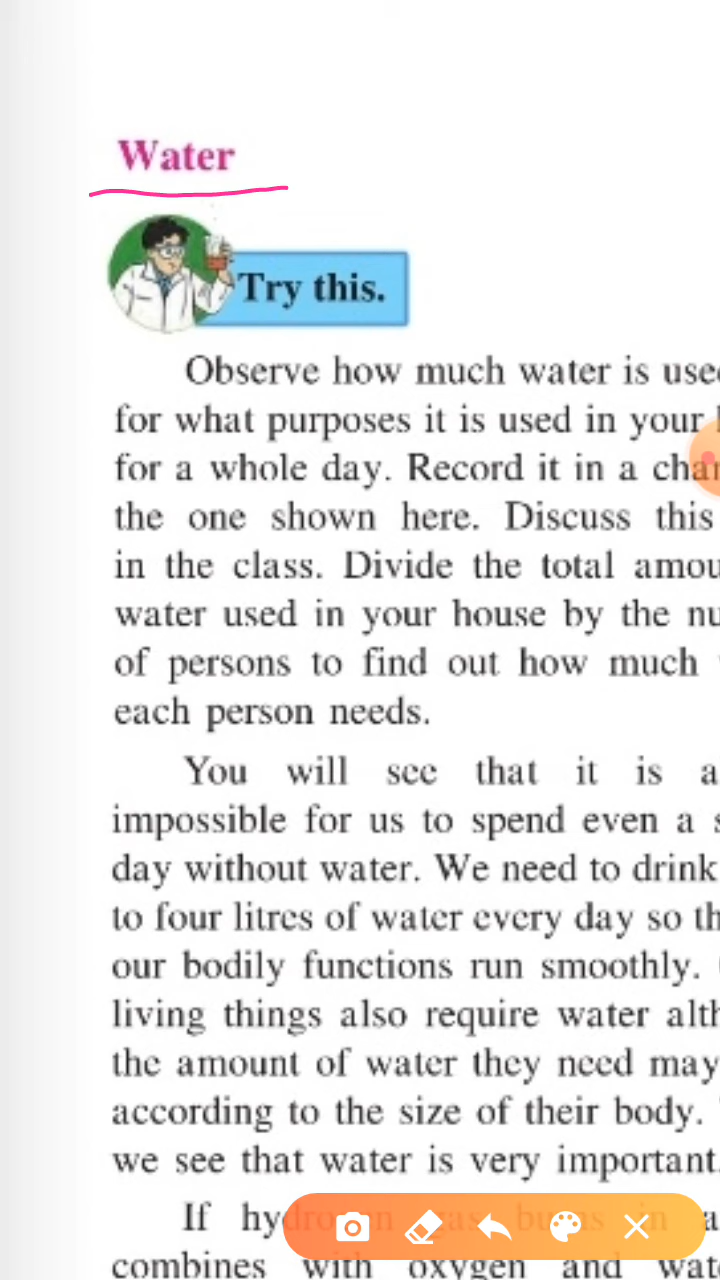 Water
Try this.
Observe how much water is use
for what purposes it is used in your
for a whole day. Record it in a char
the one shown here. Discuss this
in the class. Divide the total amou
water used in your house by the nu
of persons to find out how much
each person needs.
You will see that it is a
impossible for us to spend even a s
day without water. We need to drink
to four litres of water every day so th
our bodily functions run smoothly.
living things also require water alth
the amount of water they need may
according to the size of their body.
we see that water is very important.
If hydrogen gas burns in a
combines with oxygen and wat